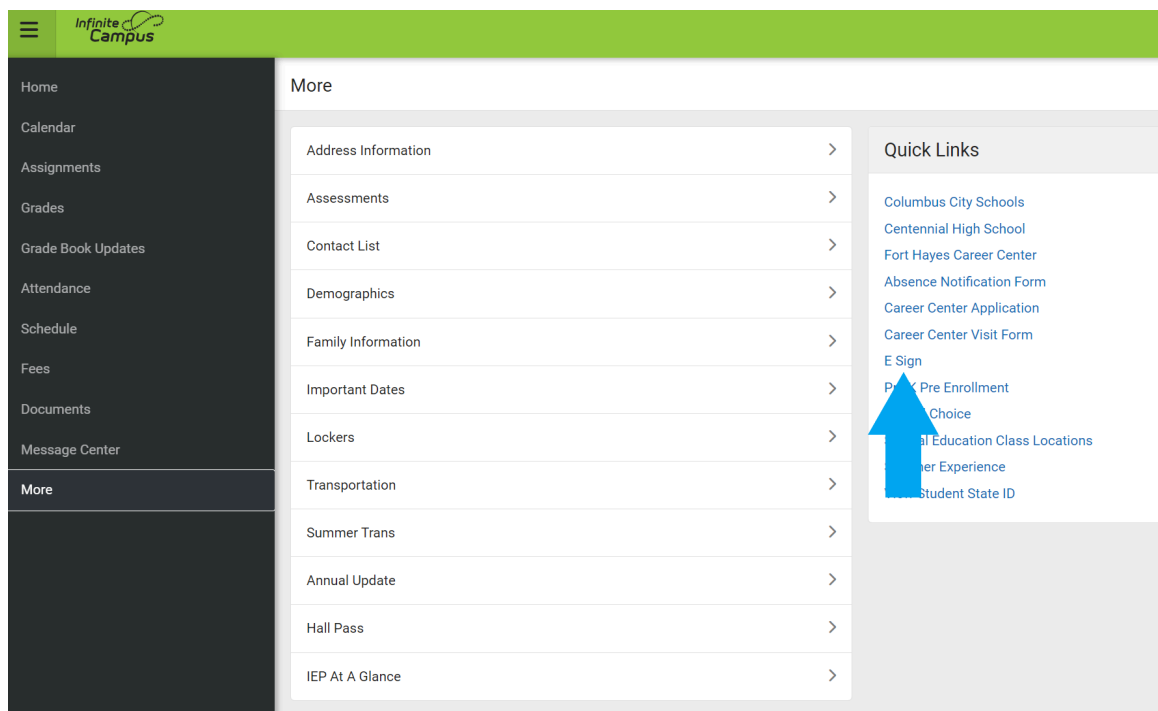 Infinite
Campus
Home
Calendar
Assignments
Grades
Grade Book Updates
Attendance
Schedule
Fees
Documents
Message Center
More
More
Address Information
Assessments
Contact List
Demographics
Family Information
Important Dates
Lockers
Transportation
Summer Trans
Annual Update
Hall Pass
IEP At A Glance
Quick Links
Columbus City Schools
Centennial High School
Fort Hayes Career Center
Absence Notification Form
Career Center Application
Career Center Visit Form
E Sign
Pre Enrollment
Choice
Education Class Locations
Experience
Student State ID